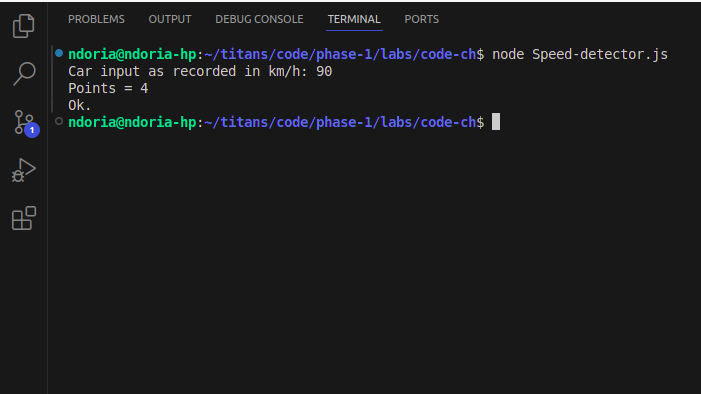 PROBLEMS OUTPUT DEBUG CONSOLE TERMINAL PORTS
ndoria@ndoria-hp:~/titans/code/phase-1/labs/code-ch$ node Speed-detector.js
Car input as recorded in km/h: 90
Points = 4
Ok.
ndoria@ndoria-hp:~/titans/code/phase-1/labs/code-ch$
1